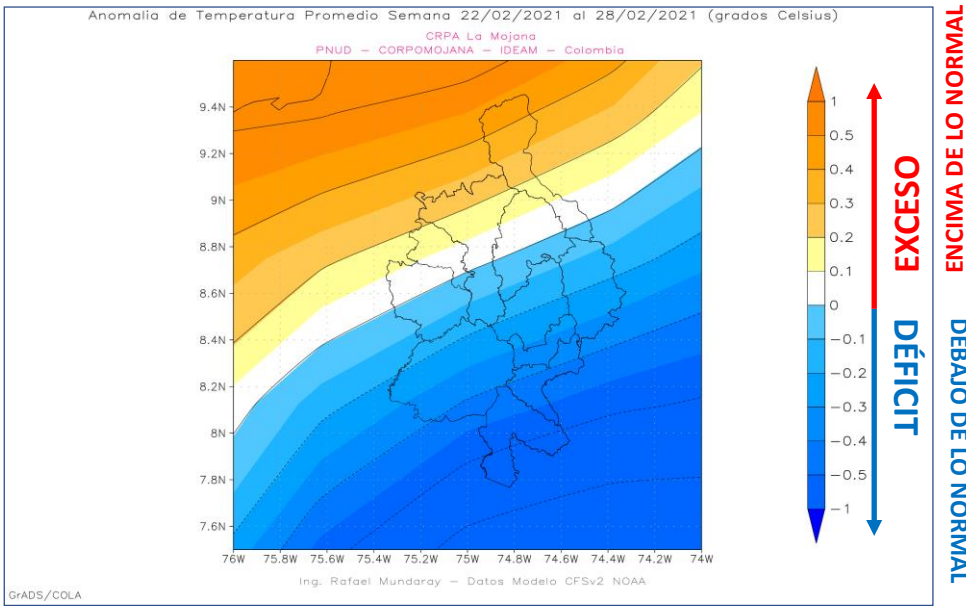 Anomalia de Temperatura Promedio Semana 22/02/2021 al 28/02/2021 (grados Celsius)
CRPA La Mojana
PNUD – CORPOMOJANA – IDEAM – Colombia
9.4N
9.2N
9N
8.8N
8.6N
8.4N
8.2N
8N
7.8N
7.6N
76W 75.8W 75.6W 75.4W 75.2W 75W 74.8W 74.6W 74.4W 74.2W 74W
1
0.5
0.4
0.3
0.2
0.1
0
-0.1
-0.2
-0.3
-0.4
-0.5
-1
EXCESO
DÉFICIT
ENCIMA DE LO NORMAL
DEBAJO DE LO NORMAL
Ing. Rafael Mundaray – Datos Modelo CFSv2 NOAA
GrADS/COLA